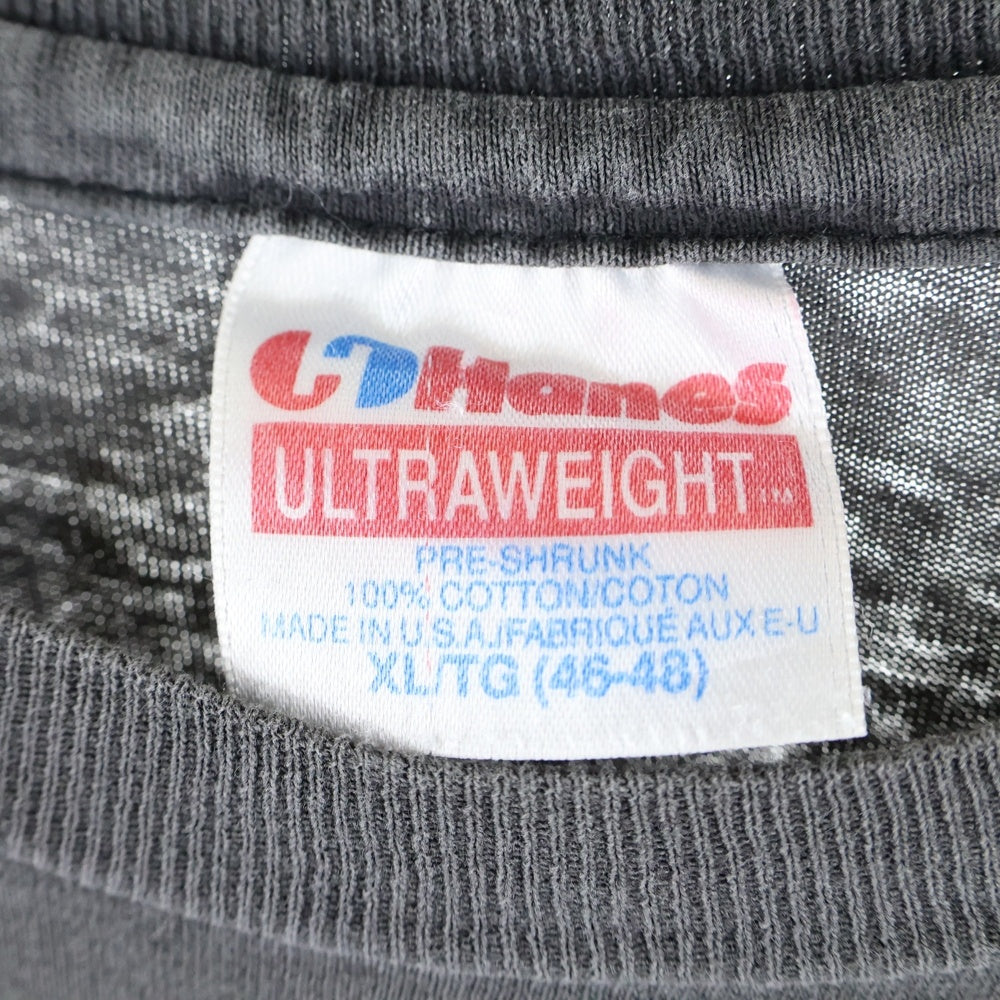 Hanes
ULTRAWEIGHT™
PRE-SHRUNK
100% COTTON/COTON
MADE IN U.S.A./FABRIQUÉ AUX E-U
XL/TG (46-48)